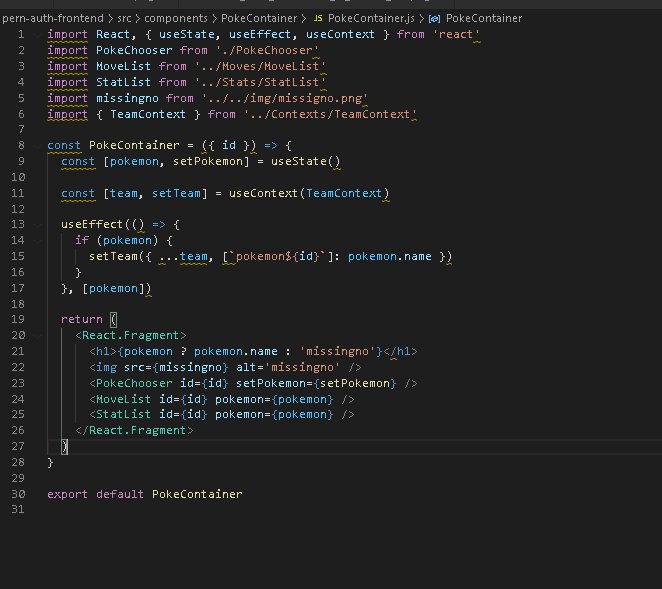 pern-auth-frontend > src > components > PokeContainer > JS PokeContainer.js > PokeContainer
1 import React, { useState, useEffect, useContext } from 'react'
2 import PokeChooser from './PokeChooser'
3 import MoveList from '../Moves/MoveList'
4 import StatList from '../Stats/StatList'
5 import missingno from '../../img/missigno.png'
6 import { TeamContext } from '../Contexts/TeamContext'
7
8 const PokeContainer = ({ id }) => {
9 const [pokemon, setPokemon] = useState()
10
11 const [team, setTeam] = useContext(TeamContext)
12
13 useEffect(() => {
14 if (pokemon) {
15 setTeam({ ...team, [`pokemon${id}`]: pokemon.name })
16 }
17 }, [pokemon])
18
19 return (
20 <React.Fragment>
21 <h1>{pokemon ? pokemon.name : 'missingno'}</h1>
22 <img src={missingno} alt='missingno' />
23 <PokeChooser id={id} setPokemon={setPokemon} />
24 <MoveList id={id} pokemon={pokemon} />
25 <StatList id={id} pokemon={pokemon} />
26 </React.Fragment>
27 )
28 }
29
30 export default PokeContainer
31